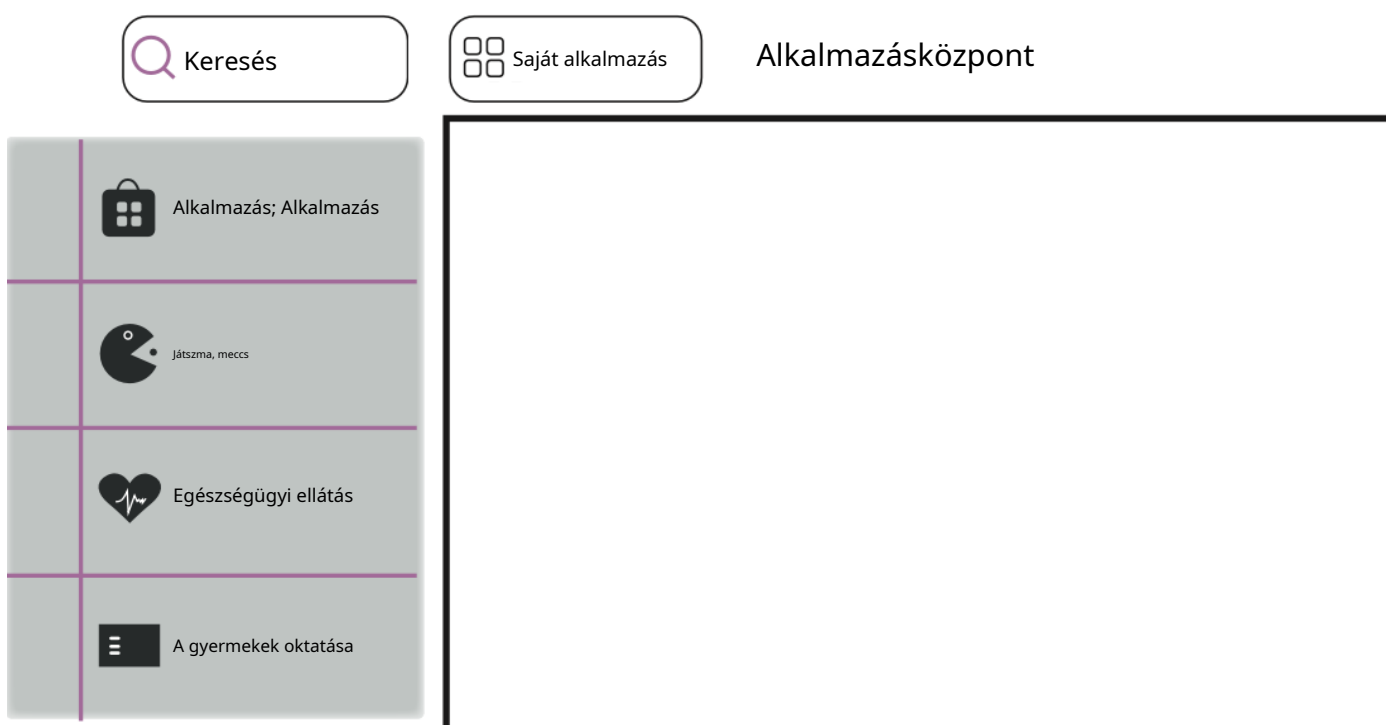 Keresés
Saját alkalmazás
Alkalmazásközpont
Alkalmazás; Alkalmazás
Játszma, meccs
Egészségügyi ellátás
A gyermekek oktatása